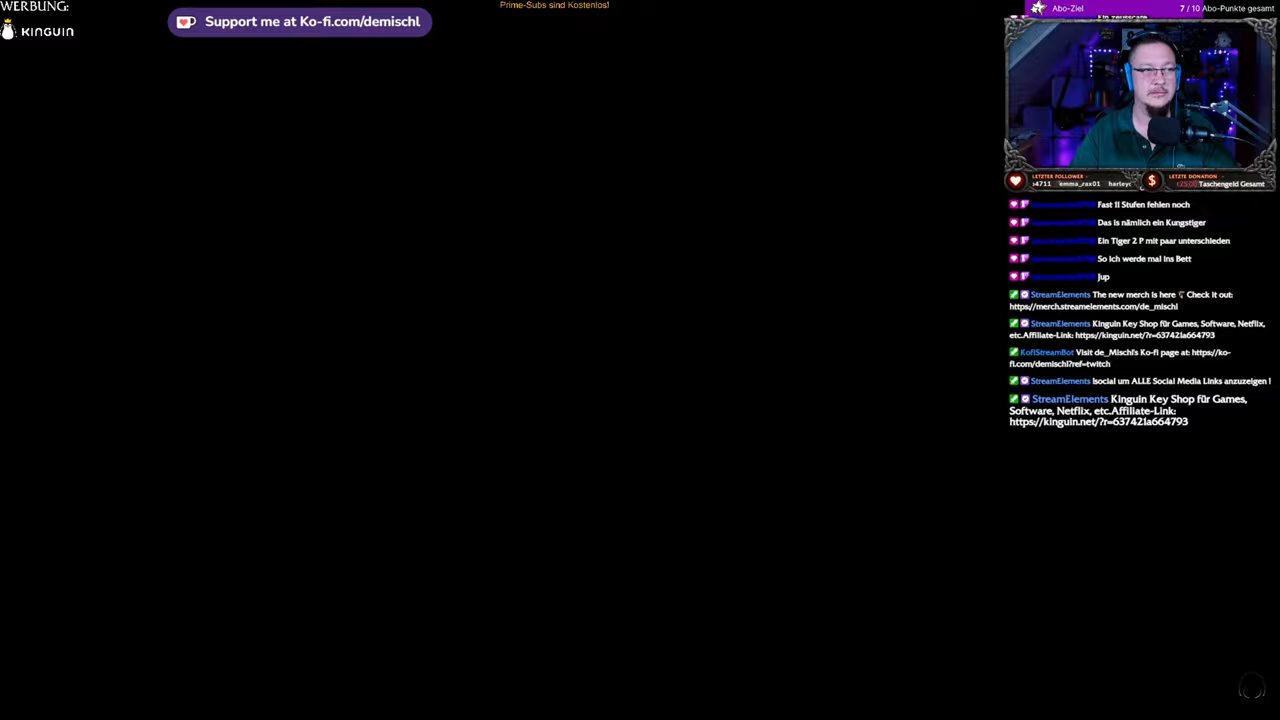 WERBUNG:
KINGUIN
Support me at Ko-fi.com/demischl
Prime-Subs sind Kostenlos!
Abo-Ziel
7 / 10 Abo-Punkte gesamt
LETZTER FOLLOWER
emma_rax01
LETZTE DONATION
Taschengeld Gesamt
Fast 11 Stufen fehlen noch
Das is nämlich ein Kungstiger
Ein Tiger 2 P mit paar unterschieden
So ich werde mal ins Bett
Jup
StreamElements The new merch is here Check it out:
https://merch.streamelements.com/de_mischl
StreamElements Kinguin Key Shop für Games, Software, Netflix,
etc.Affiliate-Link: https://kinguin.net/?r=637421a664793
KofiStreamBot Visit de_Mischl's Ko-fi page at: https://ko-
fi.com/demischl?ref=twitch
StreamElements !social um ALLE Social Media Links anzuzeigen !
StreamElements Kinguin Key Shop für Games,
Software, Netflix, etc.Affiliate-Link:
https://kinguin.net/?r=637421a664793